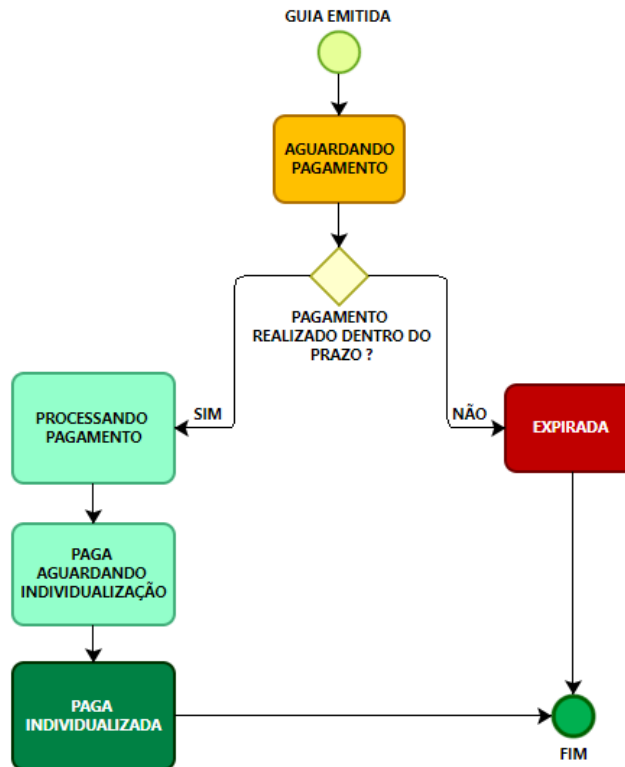 GUIA EMITIDA
AGUARDANDO
PAGAMENTO
PAGAMENTO
REALIZADO DENTRO DO
PRAZO ?
SIM
NÃO
PROCESSANDO
PAGAMENTO
EXPIRADA
PAGA
AGUARDANDO
INDIVIDUALIZAÇÃO
PAGA
INDIVIDUALIZADA
FIM